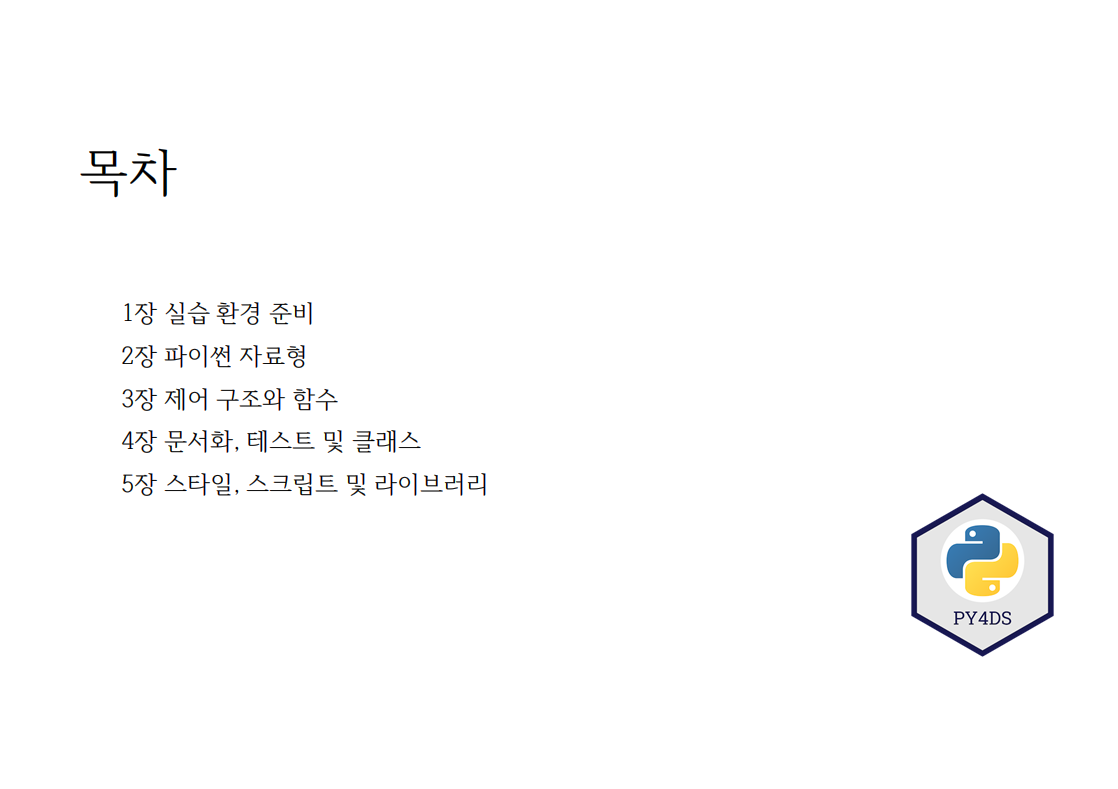 목차
1장 실습 환경 준비
2장 파이썬 자료형
3장 제어 구조와 함수
4장 문서화, 테스트 및 클래스
5장 스타일, 스크립트 및 라이브러리
PY4DS